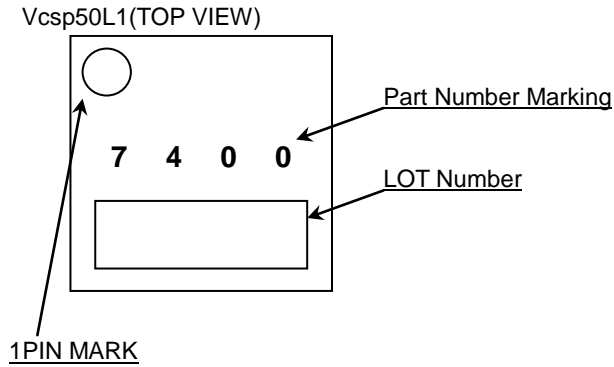 Vcsp50L1(TOP VIEW)
Part Number Marking
7 4 0 0
LOT Number
1PIN MARK